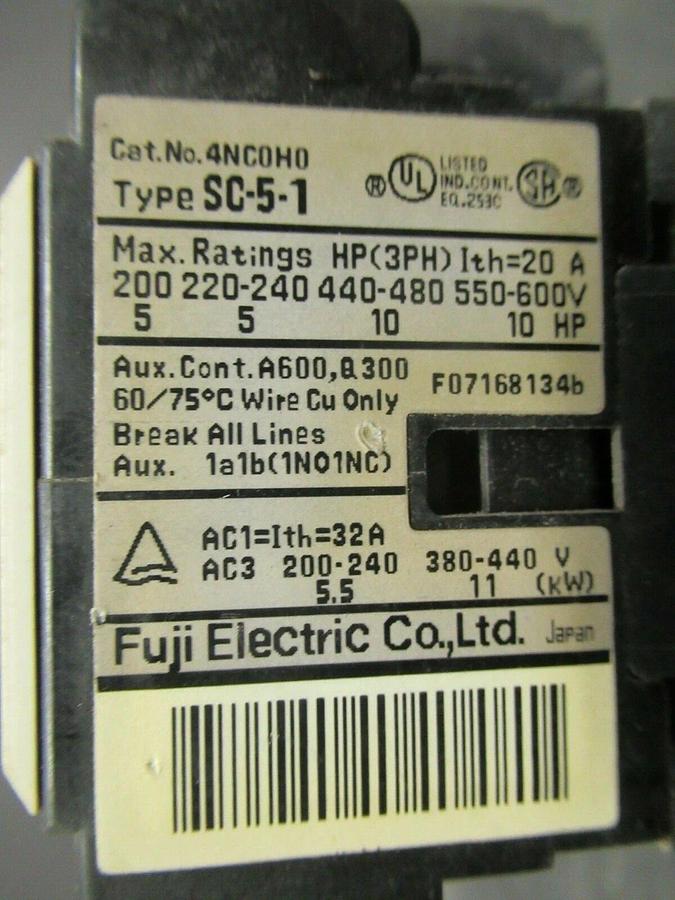 Cat.No.4NC0H0
Type SC-5-1
® UL LISTED
IND.CONT.
EQ.253C
SA ®
Max.Ratings HP(3PH) Ith=20 A
200 220-240 440-480 550-600V
5 5 10 10 HP
Aux.Cont.A600,Q300
60/75°C Wire Cu Only
F07168134b
Break All Lines
Aux. 1a1b(1NO1NC)
AC1=Ith=32A
AC3 200-240 380-440 V
5.5 11 (kW)
Fuji Electric Co.,Ltd. Japan